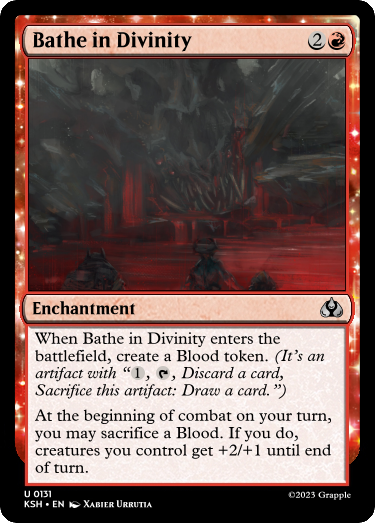 Bathe in Divinity 2
Enchantment
When Bathe in Divinity enters the
battlefield, create a Blood token. (It's an
artifact with “1, , Discard a card,
Sacrifice this artifact: Draw a card.”)
At the beginning of combat on your turn,
you may sacrifice a Blood. If you do,
creatures you control get +2/+1 until end
of turn.
U 0131
KSH • EN Xabier Urrutia
©2023 Grapple